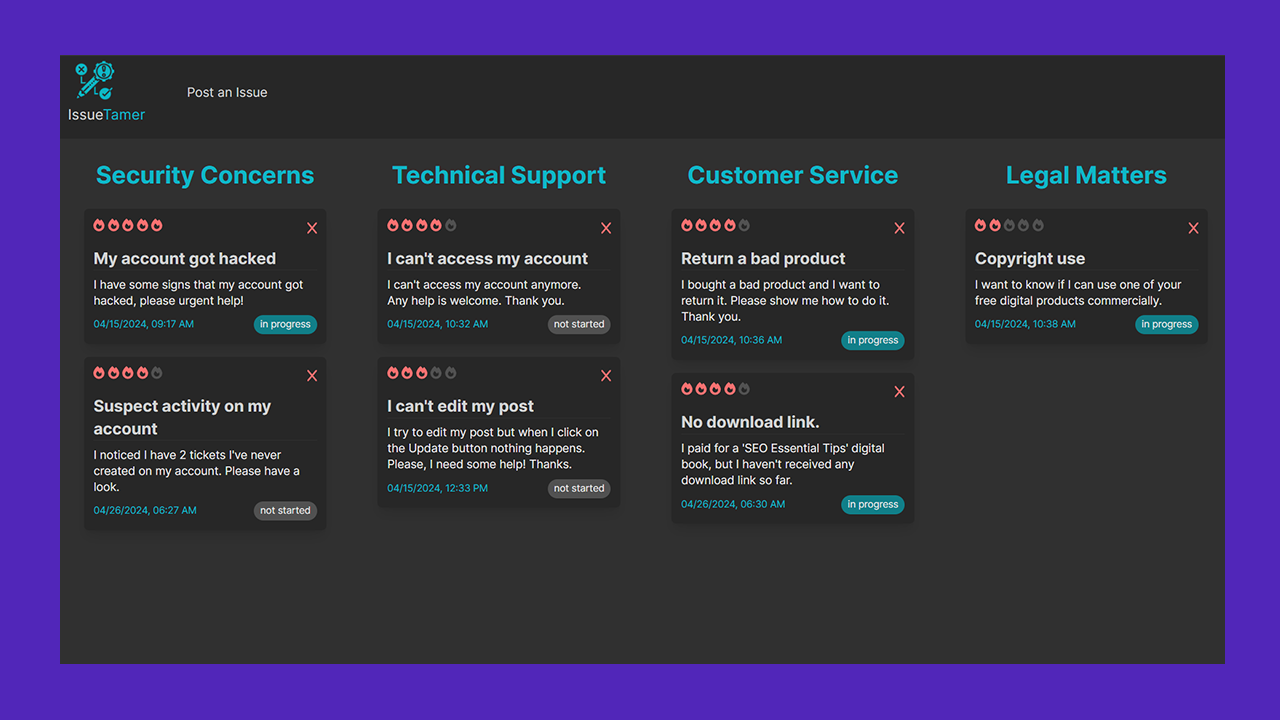 IssueTamer
Post an Issue
Security Concerns
My account got hacked
I have some signs that my account got
hacked, please urgent help!
04/15/2024, 09:17 AM
in progress
Suspect activity on my
account
I noticed I have 2 tickets I've never
created on my account. Please have a
look.
04/26/2024, 06:27 AM
not started
Technical Support
I can't access my account
I can't access my account anymore.
Any help is welcome. Thank you.
04/15/2024, 10:32 AM
not started
I can't edit my post
I try to edit my post but when I click on
the Update button nothing happens.
Please, I need some help! Thanks.
04/15/2024, 12:33 PM
not started
Customer Service
Return a bad product
I bought a bad product and I want to
return it. Please show me how to do it.
Thank you.
04/15/2024, 10:36 AM
in progress
No download link.
I paid for a 'SEO Essential Tips' digital
book, but I haven't received any
download link so far.
04/26/2024, 06:30 AM
in progress
Legal Matters
Copyright use
I want to know if I can use one of your
free digital products commercially.
04/15/2024, 10:38 AM
in progress